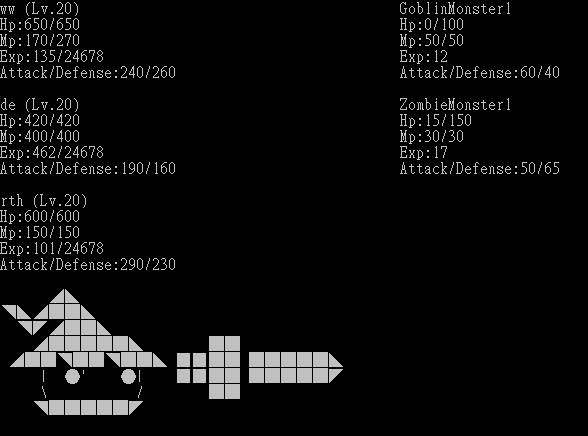 ww (Lv.20)
Hp:650/650
Mp:170/270
Exp:135/24678
Attack/Defense:240/260
de (Lv.20)
Hp:420/420
Mp:400/400
Exp:462/24678
Attack/Defense:190/160
rth (Lv.20)
Hp:600/600
Mp:150/150
Exp:101/24678
Attack/Defense:290/230
GoblinMonster1
Hp:0/100
Mp:50/50
Exp:12
Attack/Defense:60/40
ZombieMonster1
Hp:15/150
Mp:30/30
Exp:17
Attack/Defense:50/65